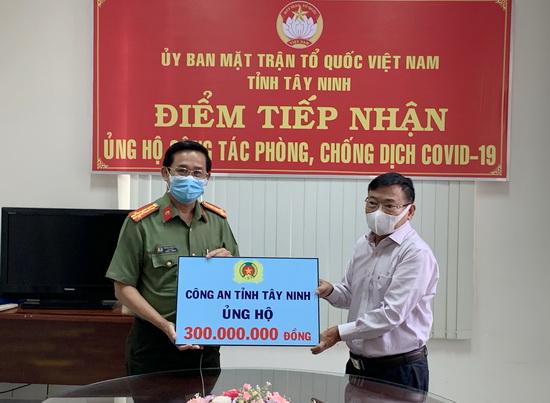 ỦY BAN MẶT TRẬN TỔ QUỐC VIỆT NAM
TỈNH TÂY NINH
ĐIỂM TIẾP NHẬN
ỦNG HỘ CÔNG TÁC PHÒNG, CHỐNG DỊCH COVID-19
CÔNG AN TỈNH TÂY NINH
ỦNG HỘ
300.000.000 ĐỒNG